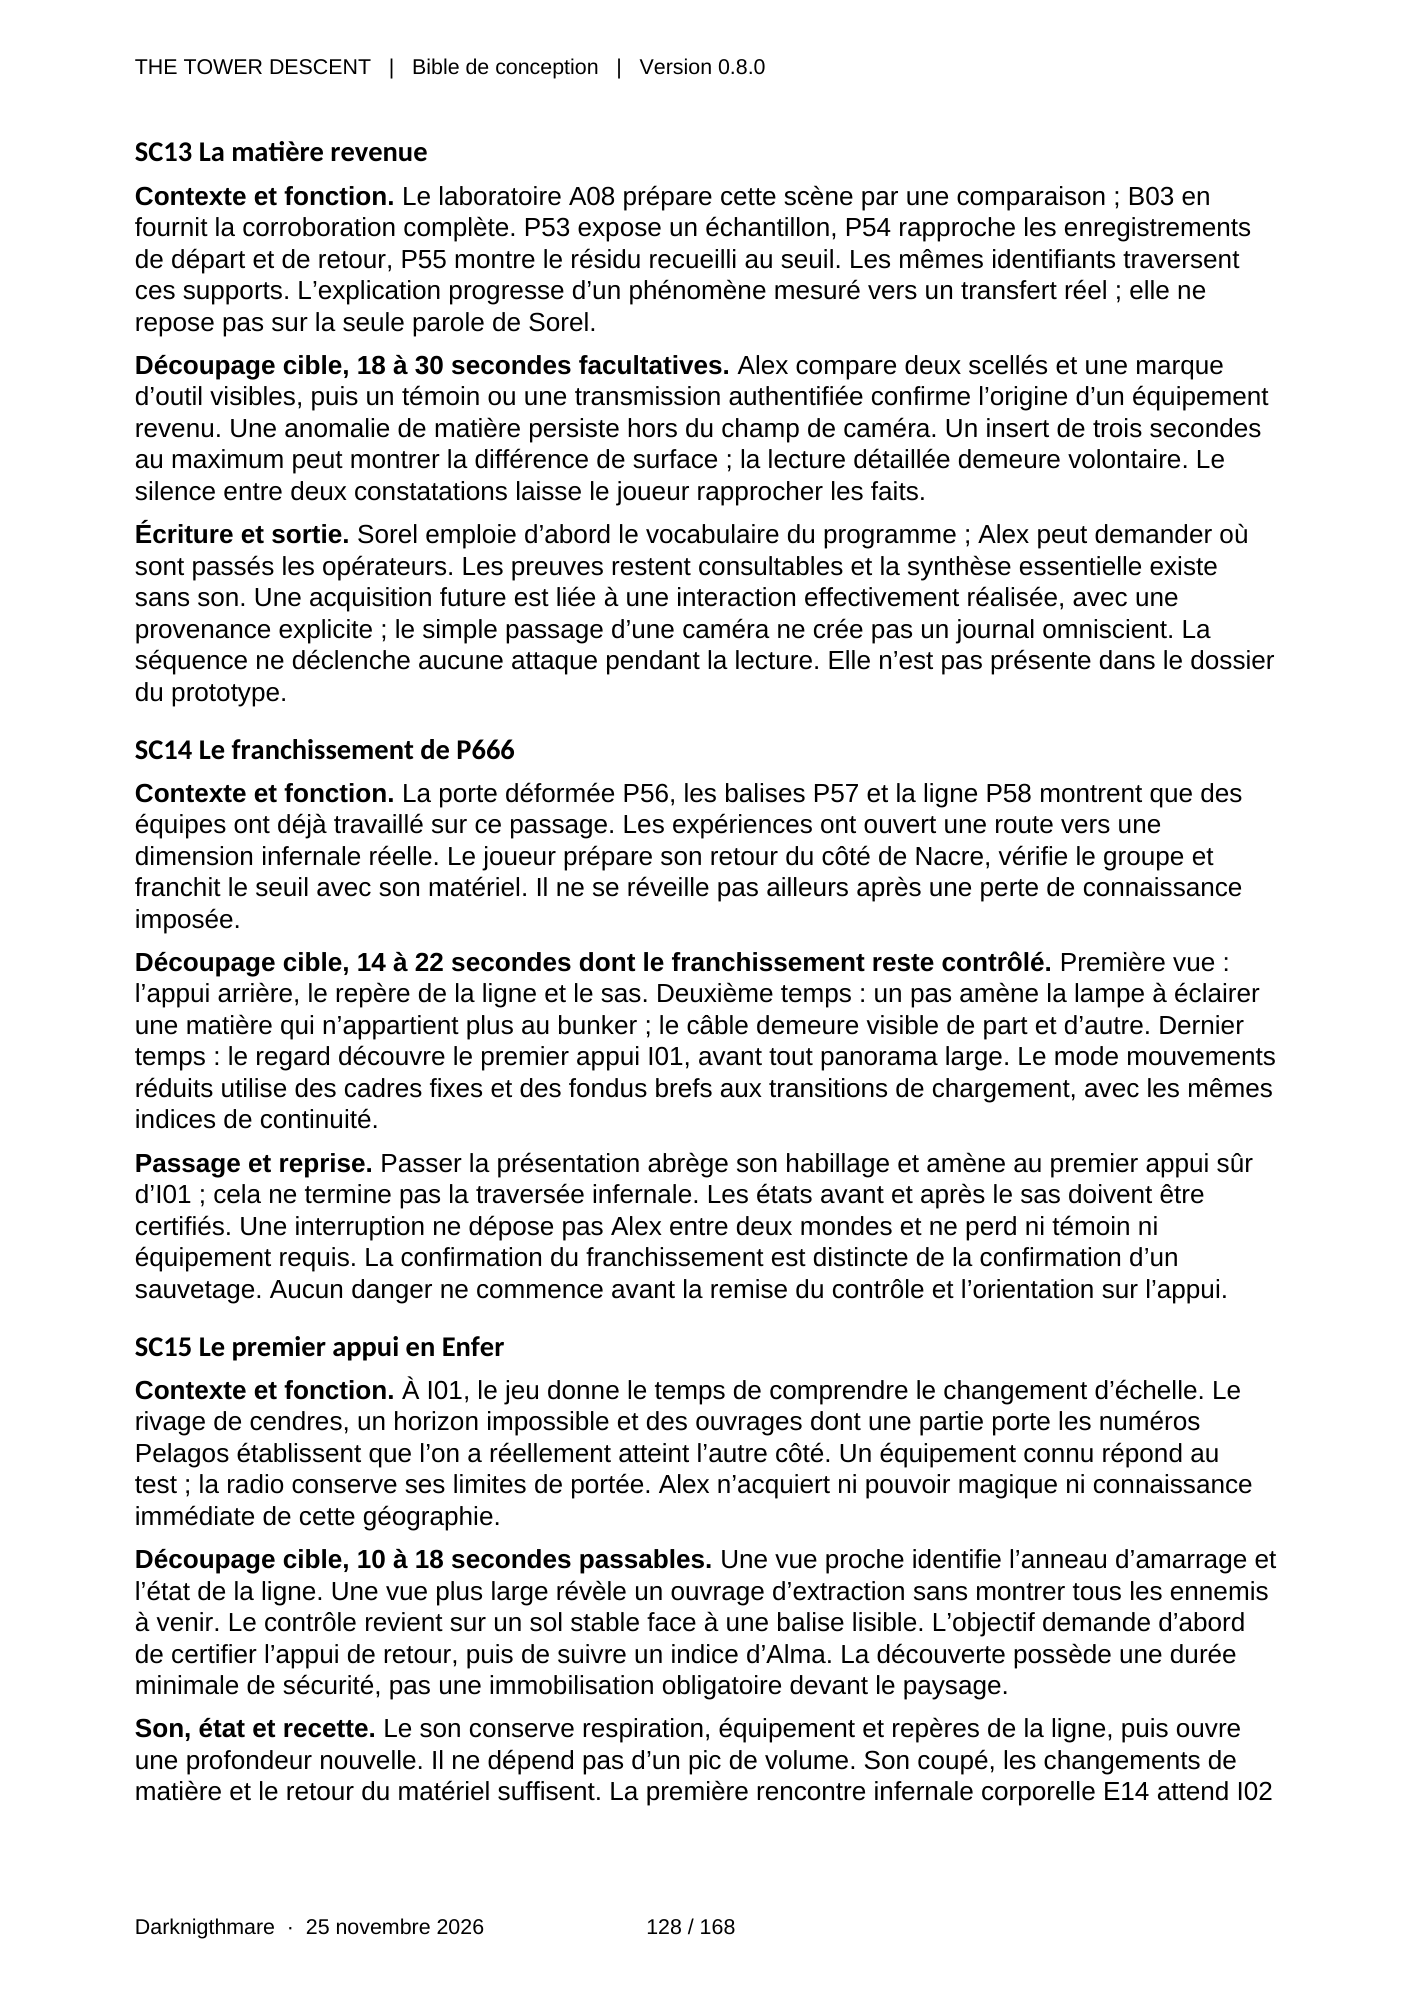 THE TOWER DESCENT | Bible de conception | Version 0.8.0
SC13 La matière revenue
Contexte et fonction. Le laboratoire A08 prépare cette scène par une comparaison ; B03 en
fournit la corroboration complète. P53 expose un échantillon, P54 rapproche les enregistrements
de départ et de retour, P55 montre le résidu recueilli au seuil. Les mêmes identifiants traversent
ces supports. L’explication progresse d’un phénomène mesuré vers un transfert réel ; elle ne
repose pas sur la seule parole de Sorel.
Découpage cible, 18 à 30 secondes facultatives. Alex compare deux scellés et une marque
d’outil visibles, puis un témoin ou une transmission authentifiée confirme l’origine d’un équipement
revenu. Une anomalie de matière persiste hors du champ de caméra. Un insert de trois secondes
au maximum peut montrer la différence de surface ; la lecture détaillée demeure volontaire. Le
silence entre deux constatations laisse le joueur rapprocher les faits.
Écriture et sortie. Sorel emploie d’abord le vocabulaire du programme ; Alex peut demander où
sont passés les opérateurs. Les preuves restent consultables et la synthèse essentielle existe
sans son. Une acquisition future est liée à une interaction effectivement réalisée, avec une
provenance explicite ; le simple passage d’une caméra ne crée pas un journal omniscient. La
séquence ne déclenche aucune attaque pendant la lecture. Elle n’est pas présente dans le dossier
du prototype.
SC14 Le franchissement de P666
Contexte et fonction. La porte déformée P56, les balises P57 et la ligne P58 montrent que des
équipes ont déjà travaillé sur ce passage. Les expériences ont ouvert une route vers une
dimension infernale réelle. Le joueur prépare son retour du côté de Nacre, vérifie le groupe et
franchit le seuil avec son matériel. Il ne se réveille pas ailleurs après une perte de connaissance
imposée.
Découpage cible, 14 à 22 secondes dont le franchissement reste contrôlé. Première vue :
l’appui arrière, le repère de la ligne et le sas. Deuxième temps : un pas amène la lampe à éclairer
une matière qui n’appartient plus au bunker ; le câble demeure visible de part et d’autre. Dernier
temps : le regard découvre le premier appui I01, avant tout panorama large. Le mode mouvements
réduits utilise des cadres fixes et des fondus brefs aux transitions de chargement, avec les mêmes
indices de continuité.
Passage et reprise. Passer la présentation abrège son habillage et amène au premier appui sûr
d’I01 ; cela ne termine pas la traversée infernale. Les états avant et après le sas doivent être
certifiés. Une interruption ne dépose pas Alex entre deux mondes et ne perd ni témoin ni
équipement requis. La confirmation du franchissement est distincte de la confirmation d’un
sauvetage. Aucun danger ne commence avant la remise du contrôle et l’orientation sur l’appui.
SC15 Le premier appui en Enfer
Contexte et fonction. À I01, le jeu donne le temps de comprendre le changement d’échelle. Le
rivage de cendres, un horizon impossible et des ouvrages dont une partie porte les numéros
Pelagos établissent que l’on a réellement atteint l’autre côté. Un équipement connu répond au
test ; la radio conserve ses limites de portée. Alex n’acquiert ni pouvoir magique ni connaissance
immédiate de cette géographie.
Découpage cible, 10 à 18 secondes passables. Une vue proche identifie l’anneau d’amarrage et
l’état de la ligne. Une vue plus large révèle un ouvrage d’extraction sans montrer tous les ennemis
à venir. Le contrôle revient sur un sol stable face à une balise lisible. L’objectif demande d’abord
de certifier l’appui de retour, puis de suivre un indice d’Alma. La découverte possède une durée
minimale de sécurité, pas une immobilisation obligatoire devant le paysage.
Son, état et recette. Le son conserve respiration, équipement et repères de la ligne, puis ouvre
une profondeur nouvelle. Il ne dépend pas d’un pic de volume. Son coupé, les changements de
matière et le retour du matériel suffisent. La première rencontre infernale corporelle E14 attend I02
Darknigthmare · 25 novembre 2026 128 / 168